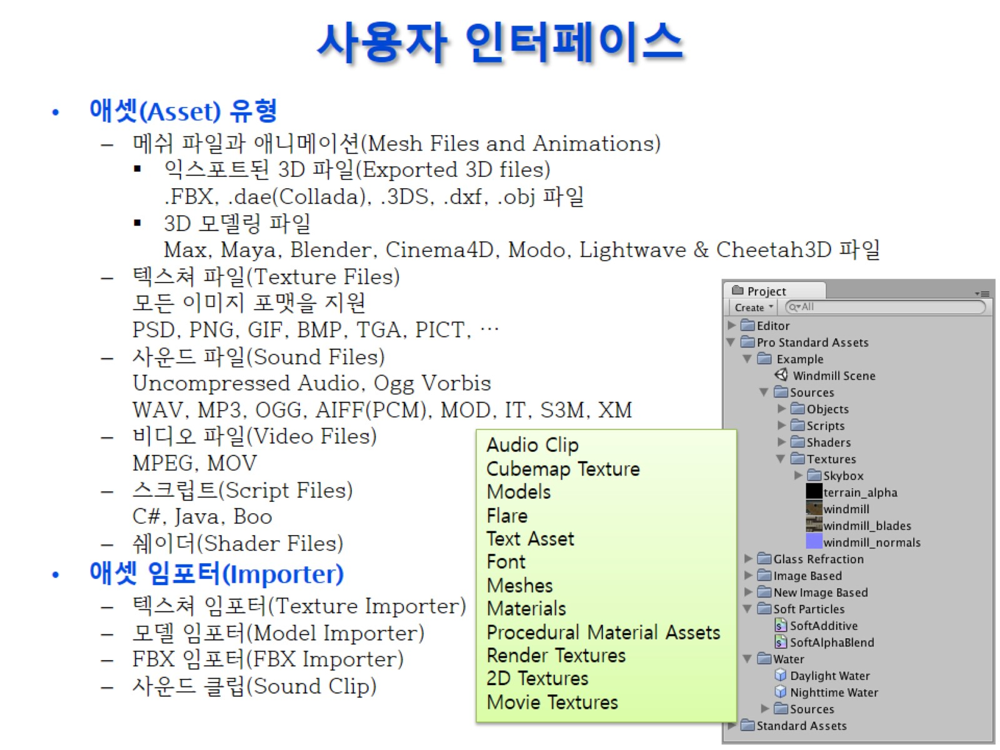 사용자 인터페이스
• 애셋(Asset) 유형
– 메쉬 파일과 애니메이션(Mesh Files and Animations)
▪ 익스포트된 3D 파일(Exported 3D files)
.FBX, .dae(Collada), .3DS, .dxf, .obj 파일
▪ 3D 모델링 파일
Max, Maya, Blender, Cinema4D, Modo, Lightwave & Cheetah3D 파일
– 텍스쳐 파일(Texture Files)
모든 이미지 포맷을 지원
PSD, PNG, GIF, BMP, TGA, PICT, …
– 사운드 파일(Sound Files)
Uncompressed Audio, Ogg Vorbis
WAV, MP3, OGG, AIFF(PCM), MOD, IT, S3M, XM
– 비디오 파일(Video Files)
MPEG, MOV
– 스크립트(Script Files)
C#, Java, Boo
– 쉐이더(Shader Files)
• 애셋 임포터(Importer)
– 텍스쳐 임포터(Texture Importer)
– 모델 임포터(Model Importer)
– FBX 임포터(FBX Importer)
– 사운드 클립(Sound Clip)
Audio Clip
Cubemap Texture
Models
Flare
Text Asset
Font
Meshes
Materials
Procedural Material Assets
Render Textures
2D Textures
Movie Textures
Project
Create All
Editor
Pro Standard Assets
Example
Windmill Scene
Sources
Objects
Scripts
Shaders
Textures
Skybox
terrain_alpha
windmill
windmill_blades
windmill_normals
Glass Refraction
Image Based
New Image Based
Soft Particles
SoftAdditive
SoftAlphaBlend
Water
Daylight Water
Nighttime Water
Sources
Standard Assets